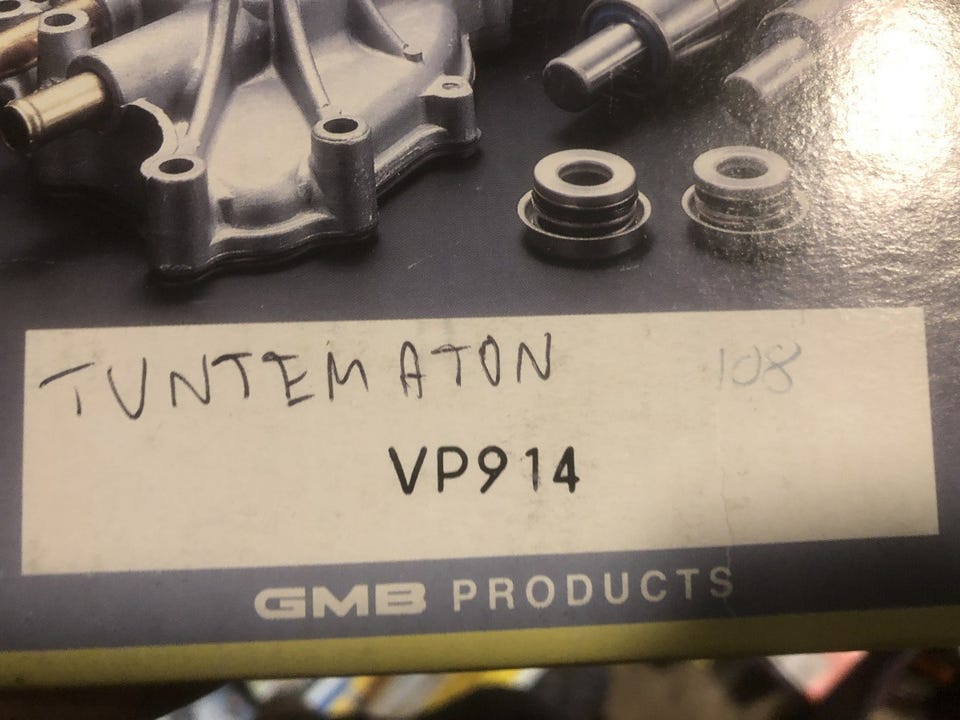 TUNTEMATON 108
VP914
GMB PRODUCTS